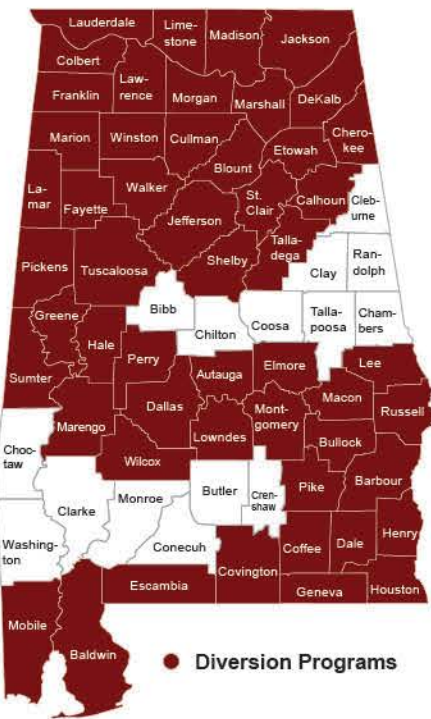 Lauderdale
Lime-
stone
Madison
Jackson
Colbert
Law-
rence
Franklin
Morgan
Marshall
DeKalb
Marion
Winston
Cullman
Etowah
Chero-
kee
Blount
La-
mar
Fayette
Walker
Jefferson
St.
Clair
Calhoun
Cleb-
urne
Talla-
dega
Shelby
Pickens
Tuscaloosa
Clay
Ran-
dolph
Bibb
Chilton
Coosa
Talla-
poosa
Cham-
bers
Greene
Hale
Perry
Sumter
Autauga
Elmore
Lee
Macon
Russell
Dallas
Mont-
gomery
Marengo
Lowndes
Bullock
Choc-
taw
Wilcox
Clarke
Monroe
Butler
Cren-
shaw
Pike
Barbour
Washing-
ton
Conecuh
Covington
Coffee
Dale
Henry
Escambia
Geneva
Houston
Mobile
Baldwin
Diversion Programs